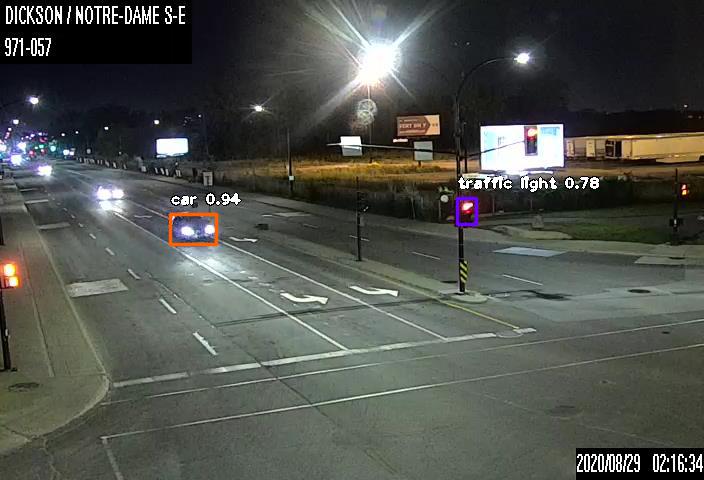 DICKSON / NOTRE-DAME S-E
971-057
car 0.94
traffic light 0.78
2020/08/29 02:16:34